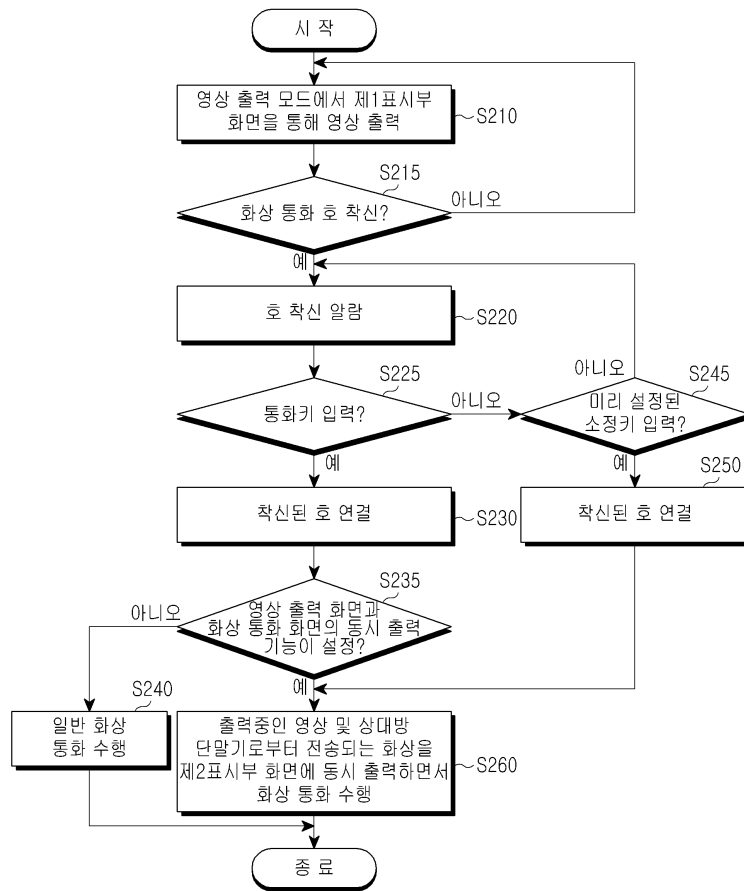 시 작
영상 출력 모드에서 제1표시부
화면을 통해 영상 출력
S210
S215
화상 통화 호 착신?
아니오
예
호 착신 알람
S220
S225
통화키 입력?
아니오
예
아니오
S245
미리 설정된
소정키 입력?
예
착신된 호 연결
S230
S250
착신된 호 연결
S235
영상 출력 화면과
화상 통화 화면의 동시 출력
기능이 설정?
아니오
예
S240
일반 화상
통화 수행
출력중인 영상 및 상대방
단말기로부터 전송되는 화상을
제2표시부 화면에 동시 출력하면서
화상 통화 수행
S260
종 료